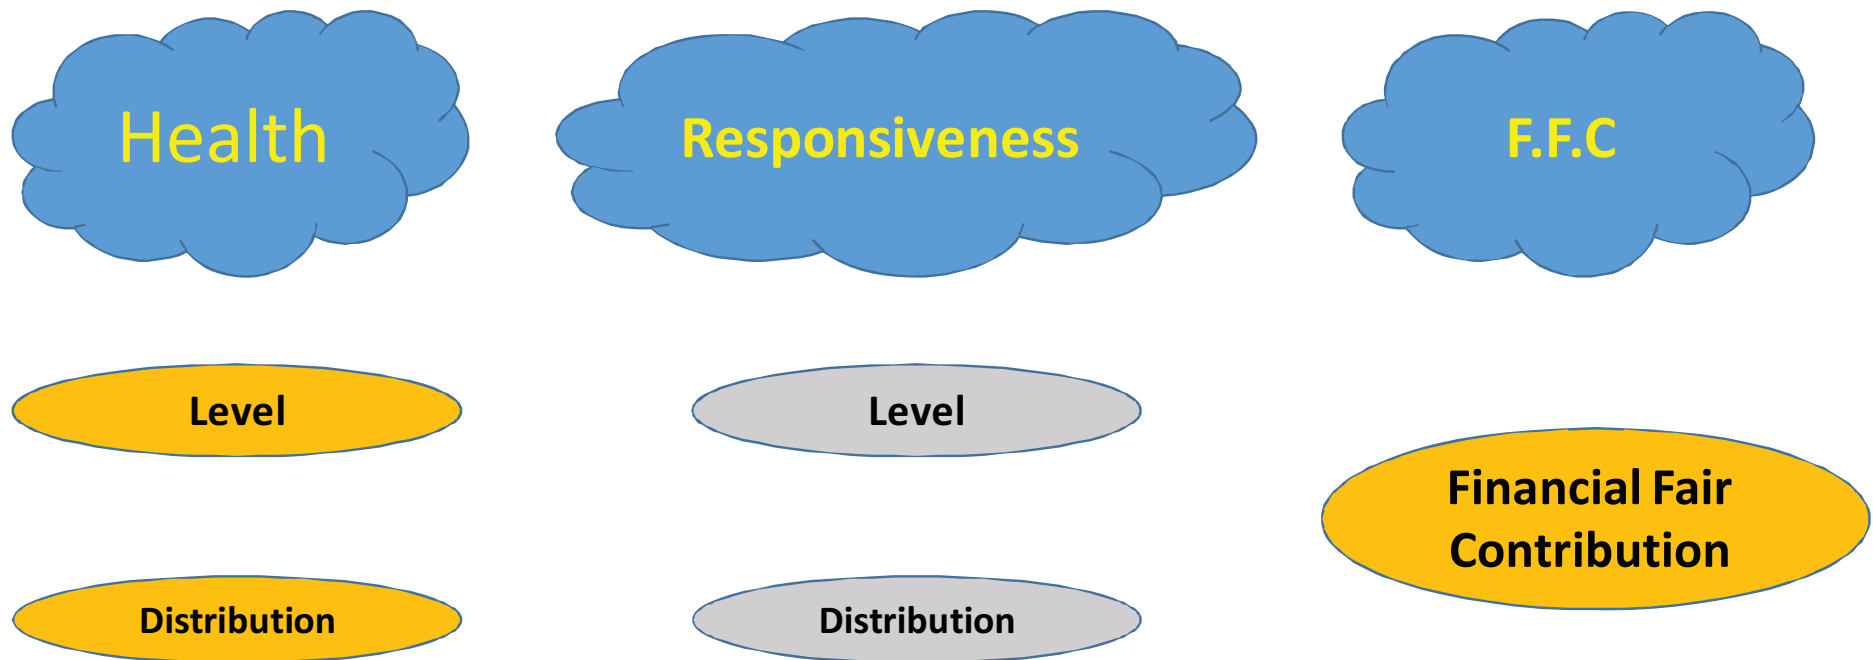 Health
Responsiveness
F.F.C
Level
Level
Financial Fair
Contribution
Distribution
Distribution